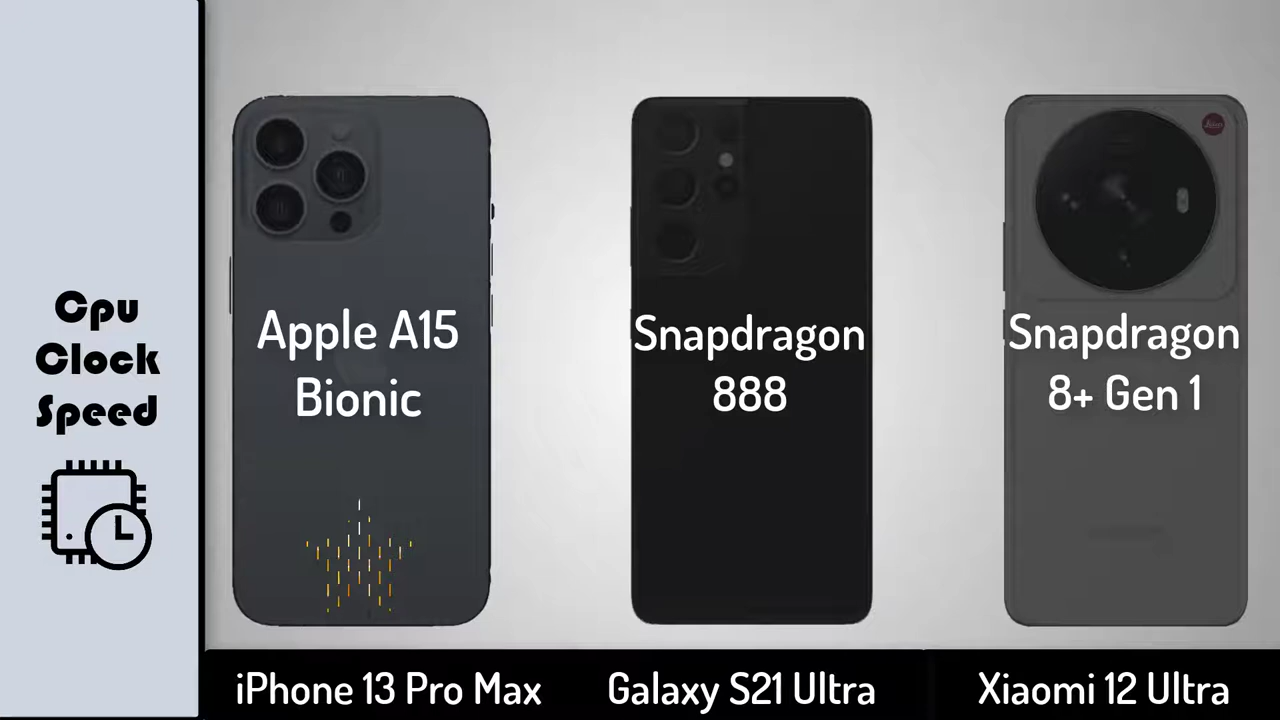 Cpu
Clock
Speed
Apple A15
Bionic
Snapdragon
888
Snapdragon
8+ Gen 1
iPhone 13 Pro Max
Galaxy S21 Ultra
Xiaomi 12 Ultra